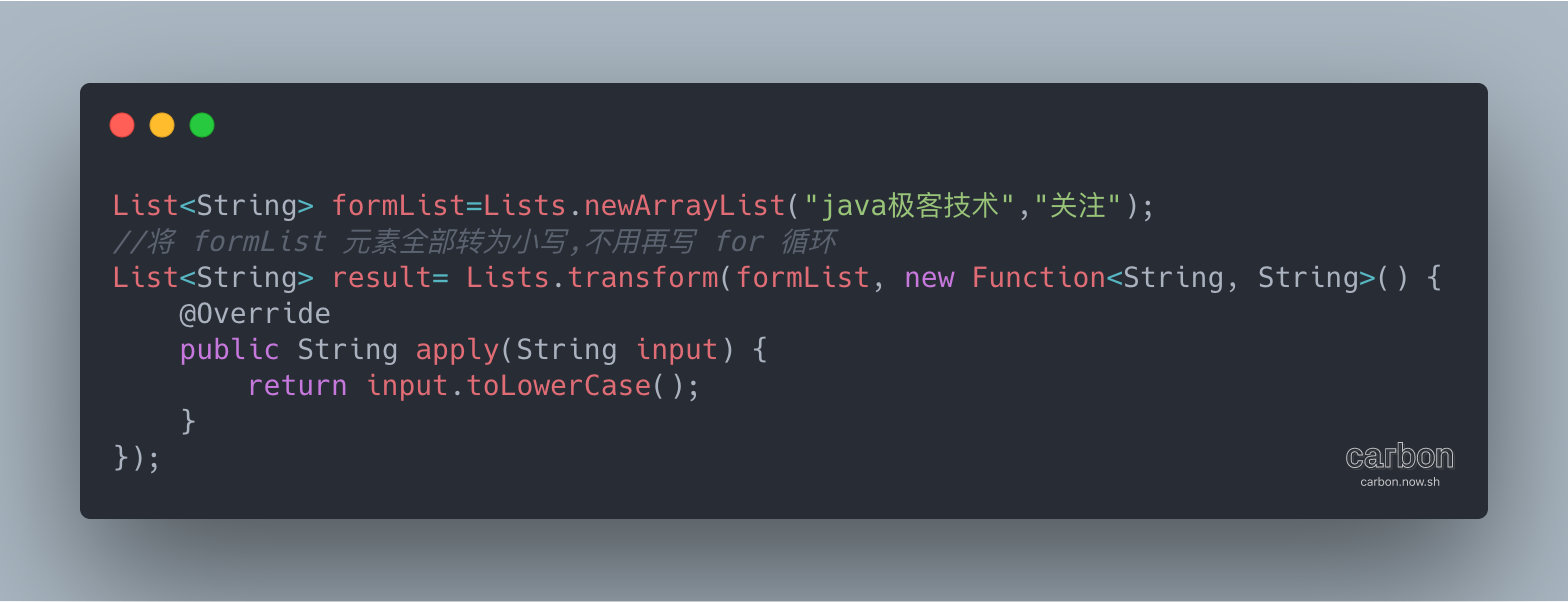 List<String> formList=Lists.newArrayList("java极客技术","关注");
//将 formList 元素全部转为小写,不用再写 for 循环
List<String> result= Lists.transform(formList, new Function<String, String>() {
    @Override
    public String apply(String input) {
        return input.toLowerCase();
    }
});
carbon
carbon.now.sh